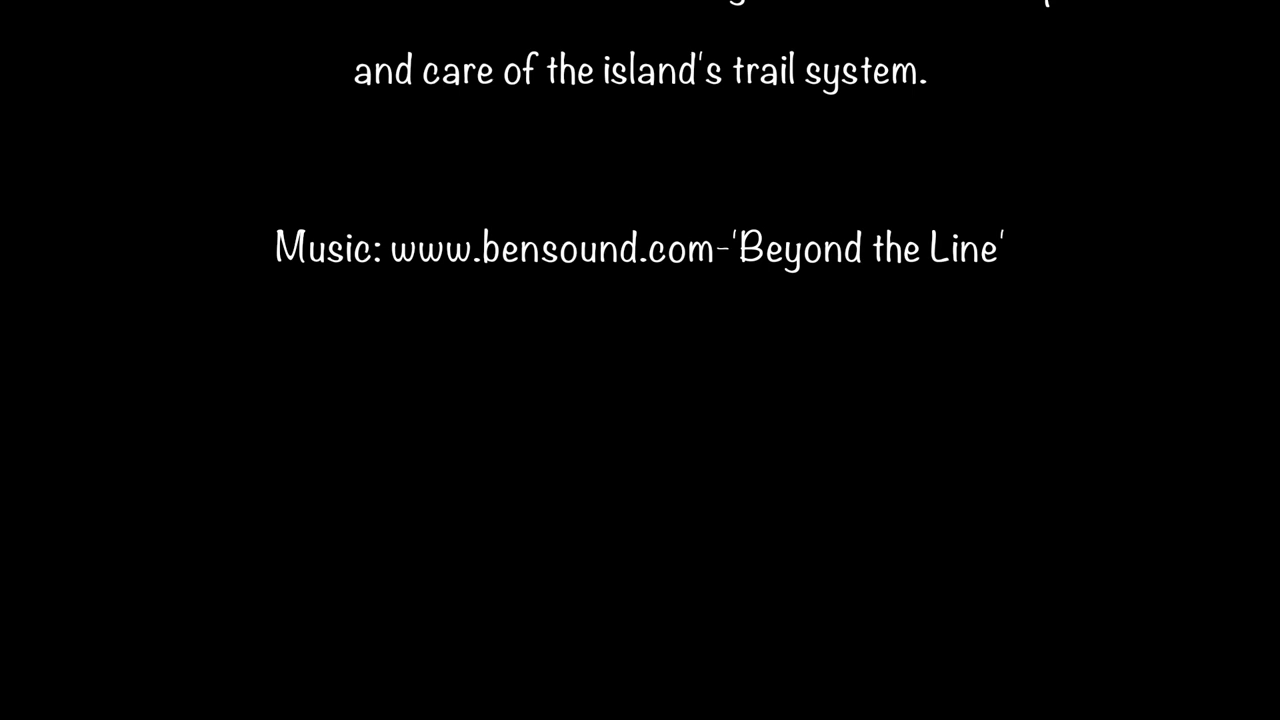 and care of the island's trail system.
Music: www.bensound.com-'Beyond the Line'